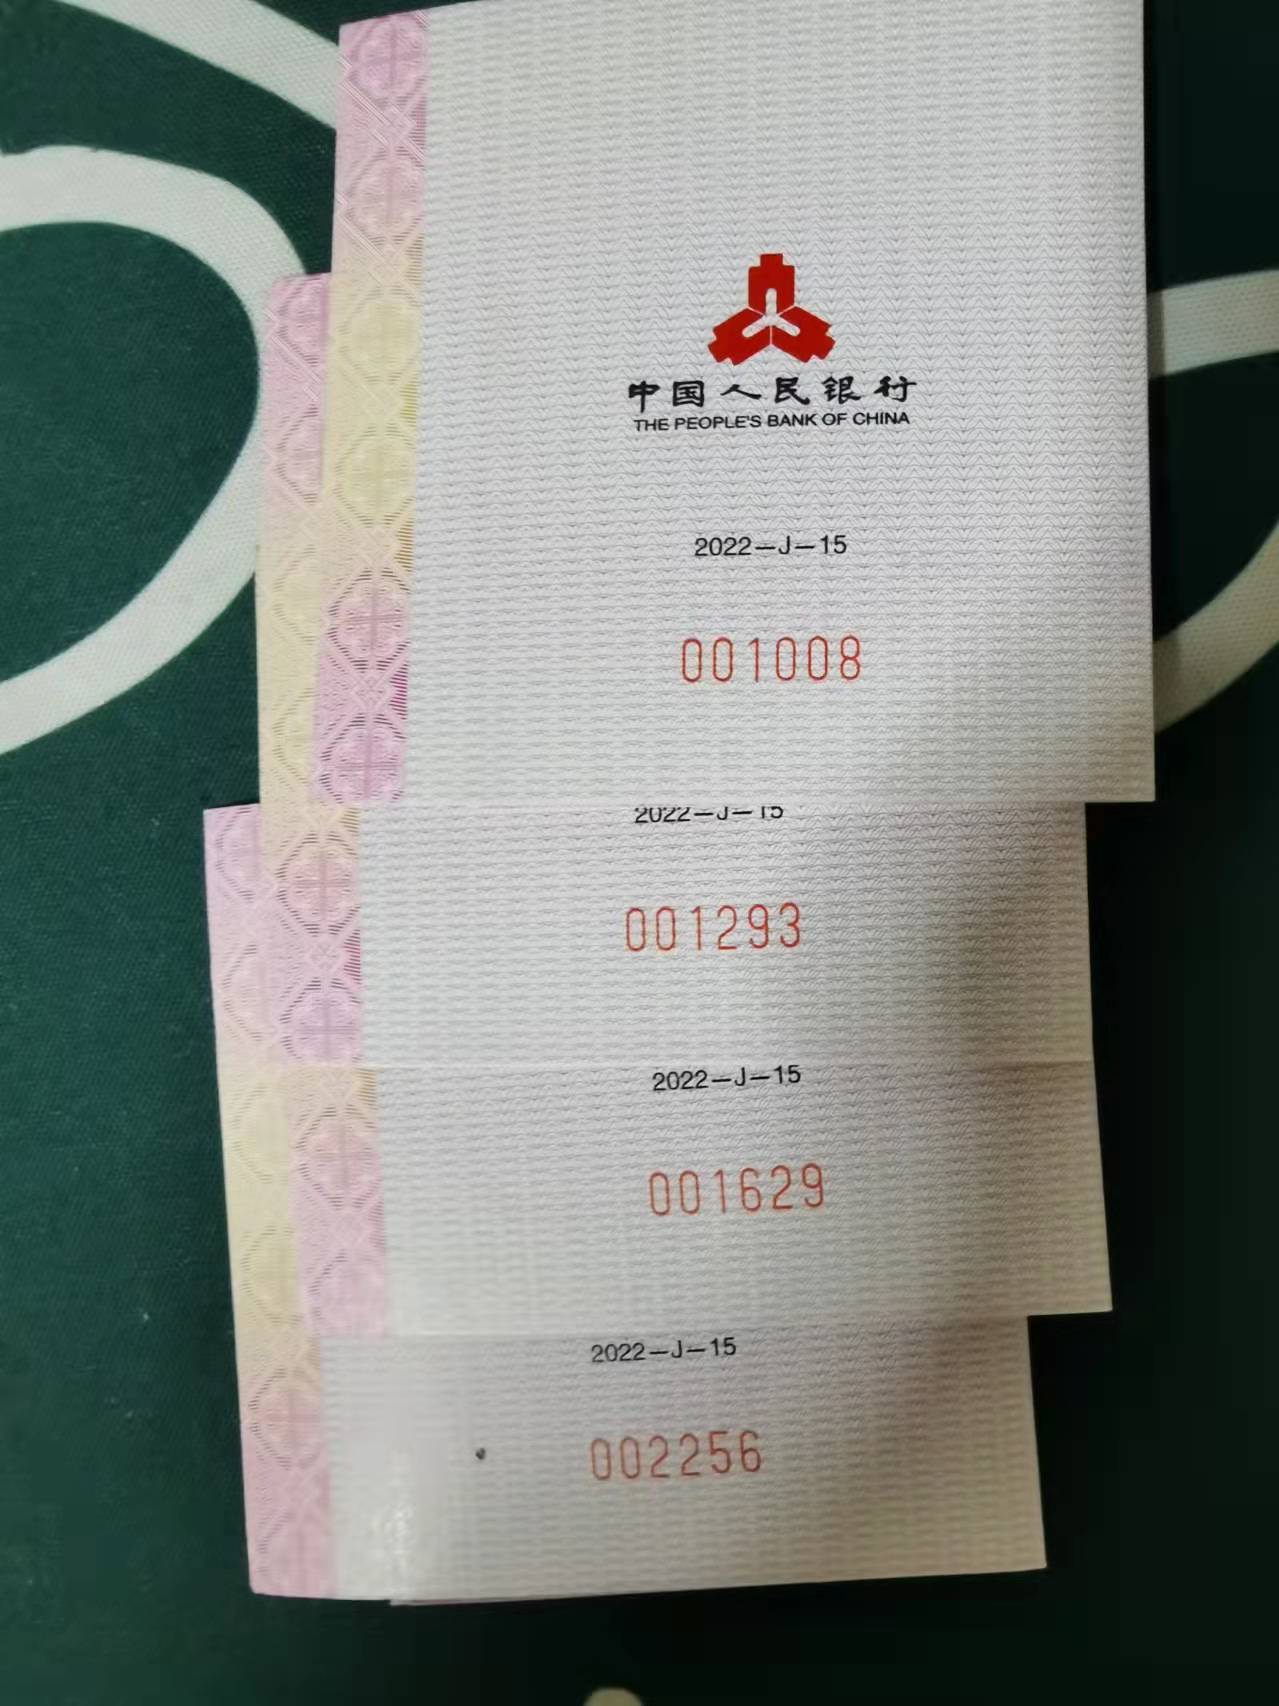 中国人民银行
THE PEOPLE'S BANK OF CHINA
2022-J-15
001008
2022-J-15
001293
2022-J-15
001629
2022-J-15
002256